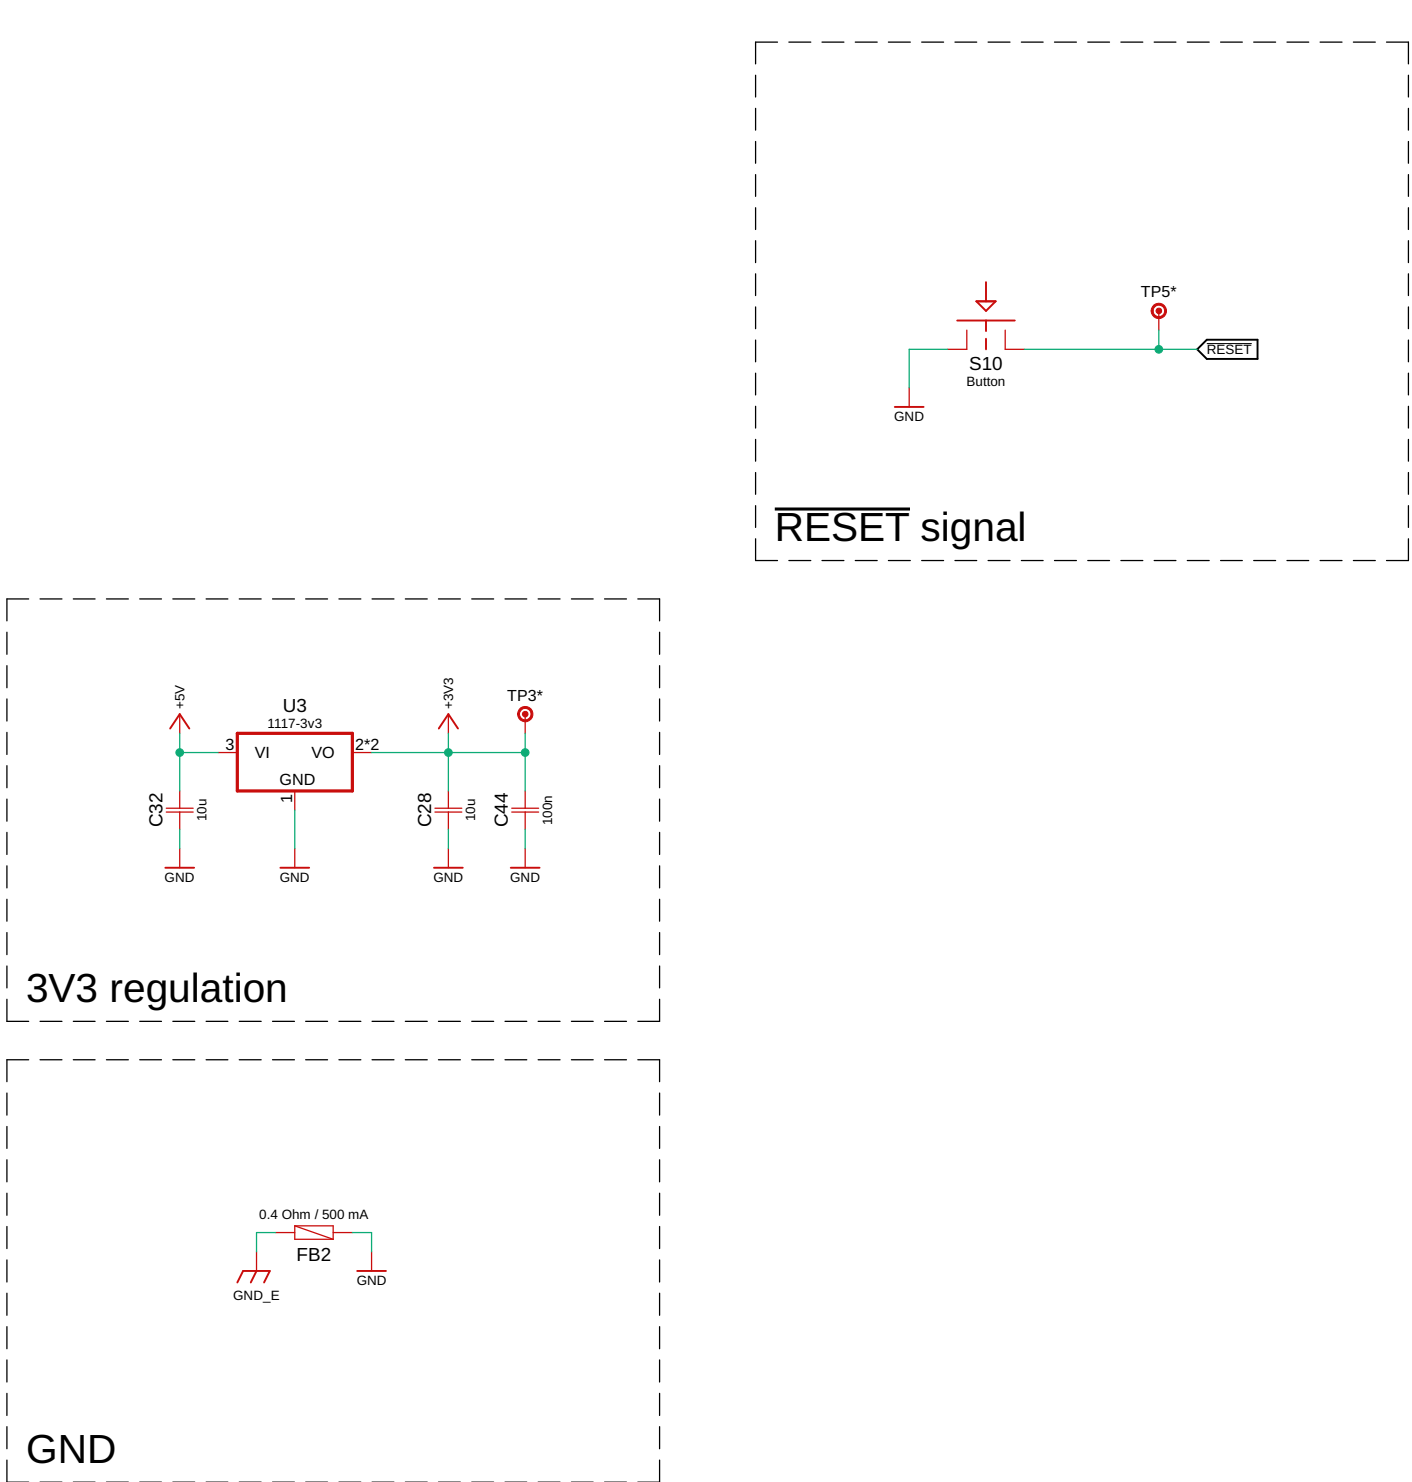 TP5*
RESET
S10
Button
GND
RESET signal
+5V
+3V3
TP3*
U3
1117-3v3
3
VI
VO
2*2
GND
1
C32
10u
C28
10u
C44
100n
GND
GND
GND
GND
3V3 regulation
0.4 Ohm / 500 mA
FB2
GND
GND_E
GND